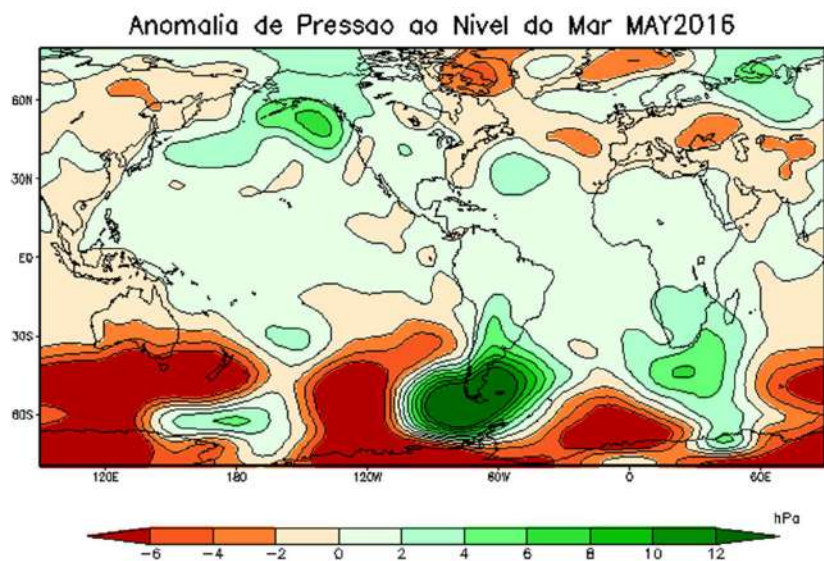 Anomalia de Pressao ao Nivel do Mar MAY2016
60N
30N
EQ
30S
60S
120E 180 120W 60W 0 60E
hPa
-6 -4 -2 0 2 4 6 8 10 12